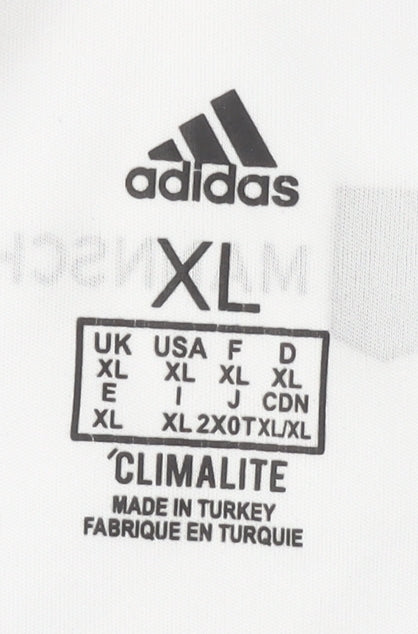 adidas
XL
UK USA F D
XL XL XL XL
E I J CDN
XL XL 2XOT XL/XL
CLIMALITE
MADE IN TURKEY
FABRIQUE EN TURQUIE